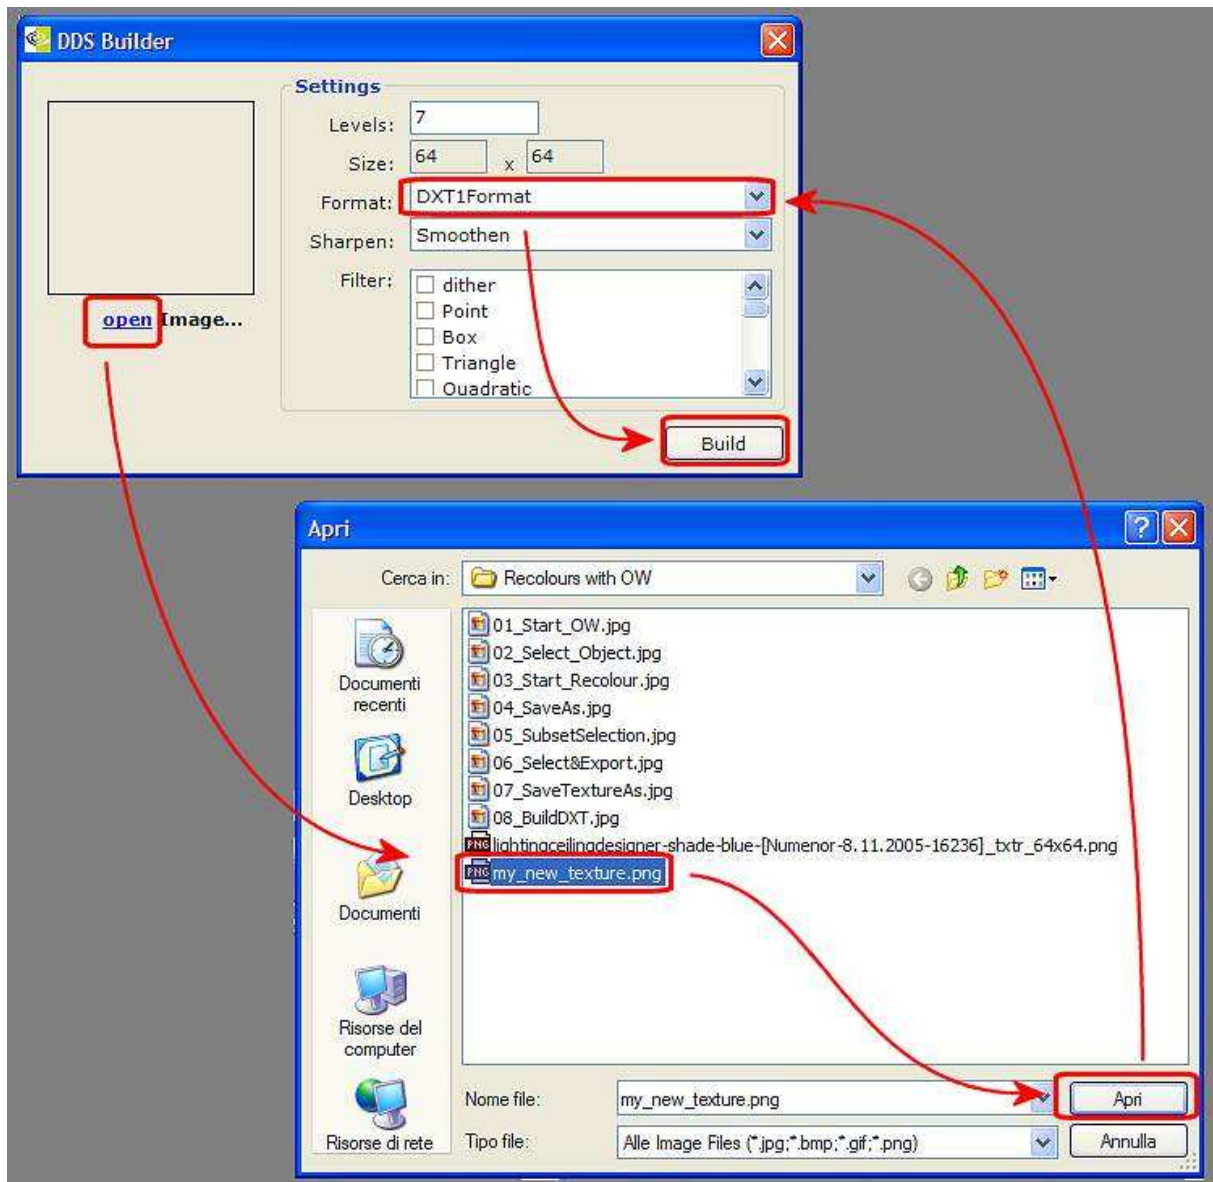 DDS Builder
Settings
Levels: 7
Size: 64 x 64
Format: DXT1Format
Sharpen: Smoothen
Filter: dither
Point
Box
Triangle
Quadratic
open Image...
Build
Apri
Cerca in: Recolours with OW
01_Start_OW.jpg
02_Select_Object.jpg
03_Start_Recolour.jpg
04_SaveAs.jpg
05_SubsetSelection.jpg
06_Select&Export.jpg
07_SaveTextureAs.jpg
08_BuildDXT.jpg
PNG lightingceilingdesigner-shade-blue-[Numenor-8.11.2005-16236]_txtr_64x64.png
PNG my_new_texture.png
Documenti
recenti
Desktop
Documenti
Risorse del
computer
Risorse di rete
Nome file: my_new_texture.png Apri
Tipo file: Alle Image Files (*.jpg;*.bmp;*.gif;*.png) Annulla